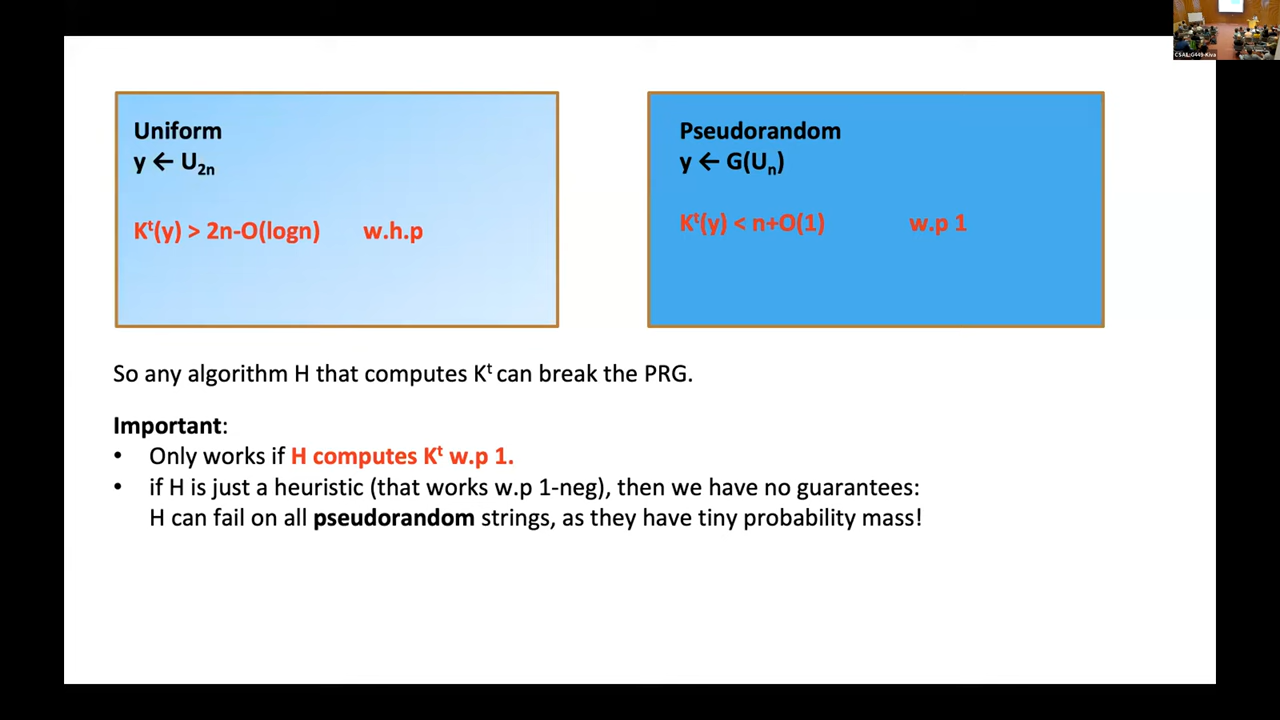 Uniform
y ← U₂ₙ
Kᵗ(y) > 2n-O(logn) w.h.p
Pseudorandom
y ← G(Uₙ)
Kᵗ(y) < n+O(1) w.p 1
So any algorithm H that computes Kᵗ can break the PRG.
Important:
• Only works if H computes Kᵗ w.p 1.
• if H is just a heuristic (that works w.p 1-neg), then we have no guarantees:
H can fail on all pseudorandom strings, as they have tiny probability mass!